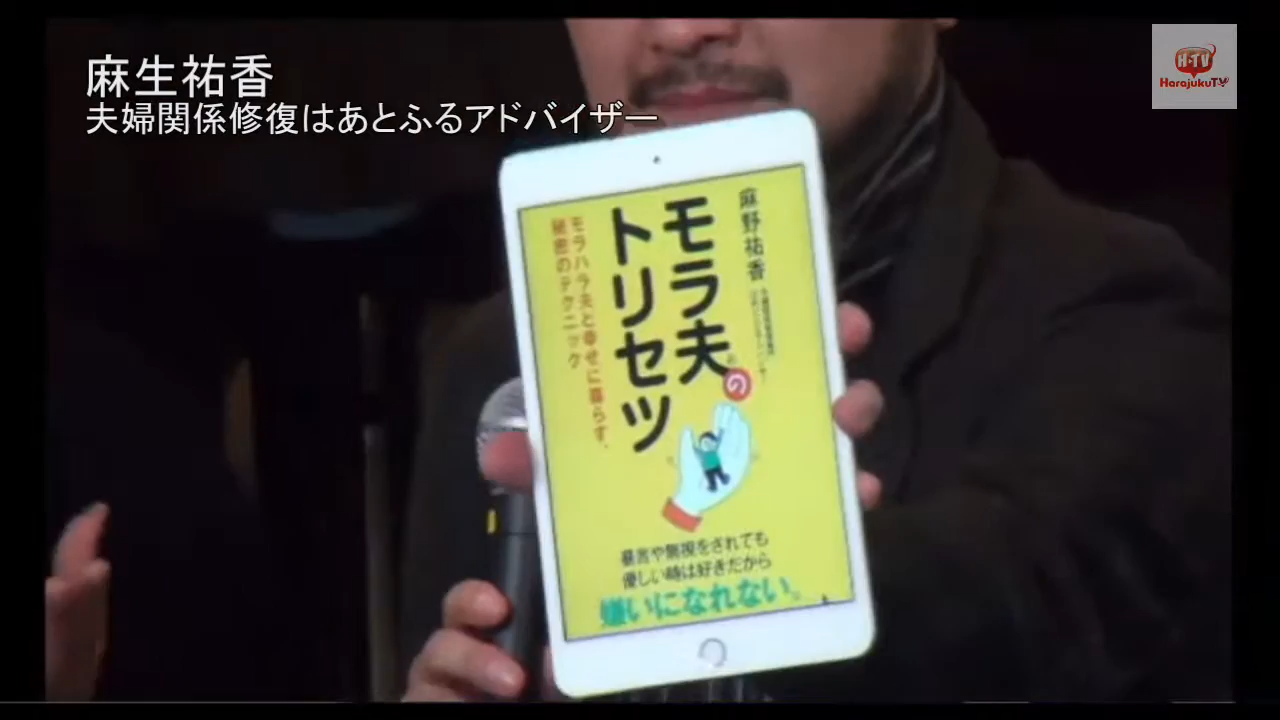 麻生祐香
夫婦関係修復はあとふるアドバイザー
H-TV
HarajukuTV
麻野祐香
モラ夫の
トリセツ
モラハラ夫と幸せに暮らす、
秘密のテクニック
暴言や無視をされても
優しい時は好きだから
嫌いになれない。